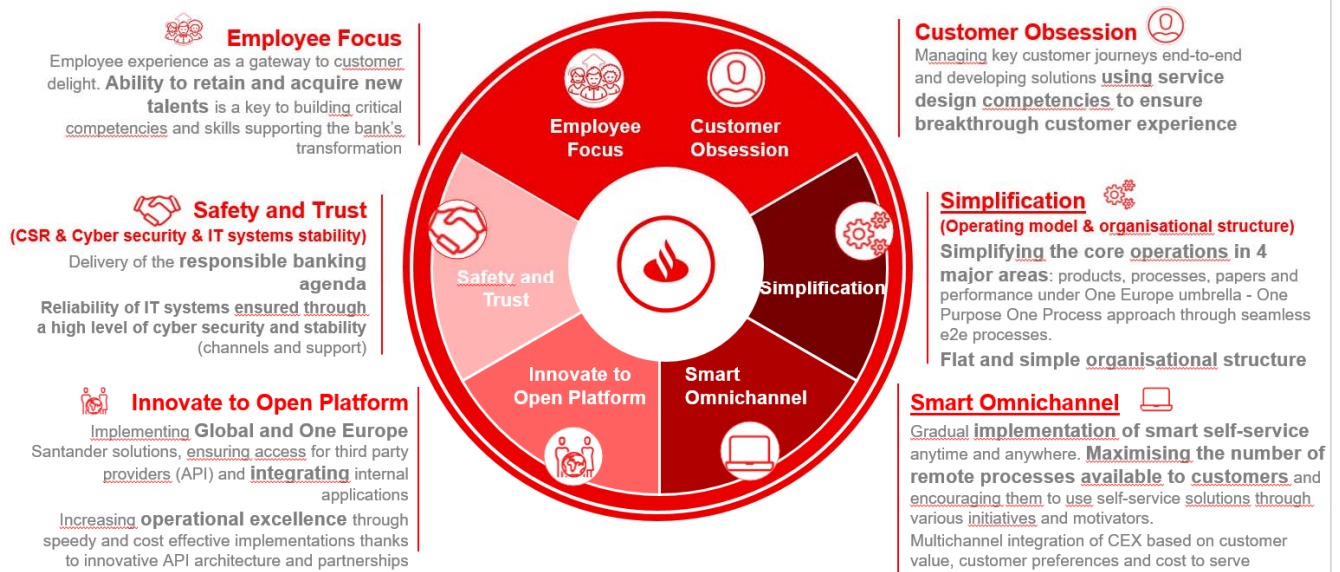 Employee Focus
Employee experience as a gateway to customer
delight. Ability to retain and acquire new
talents is a key to building critical
competencies and skills supporting the bank's
transformation
Safety and Trust
(CSR & Cyber security & IT systems stability)
Delivery of the responsible banking
agenda
Reliability of IT systems ensured through
a high level of cyber security and stability
(channels and support)
Innovate to Open Platform
Implementing Global and One Europe
Santander solutions, ensuring access for third party
providers (API) and integrating internal
applications
Increasing operational excellence through
speedy and cost effective implementations thanks
to innovative API architecture and partnerships
Employee
Focus
Customer
Obsession
Safety and
Trust
Simplification
Innovate to
Open Platform
Smart
Omnichannel
Customer Obsession
Managing key customer journeys end-to-end
and developing solutions using service
design competencies to ensure
breakthrough customer experience
Simplification
(Operating model & organisational structure)
Simplifying the core operations in 4
major areas: products, processes, papers and
performance under One Europe umbrella - One
Purpose One Process approach through seamless
e2e processes.
Flat and simple organisational structure
Smart Omnichannel
Gradual implementation of smart self-service
anytime and anywhere. Maximising the number of
remote processes available to customers and
encouraging them to use self-service solutions through
various initiatives and motivators.
Multichannel integration of CEX based on customer
value, customer preferences and cost to serve